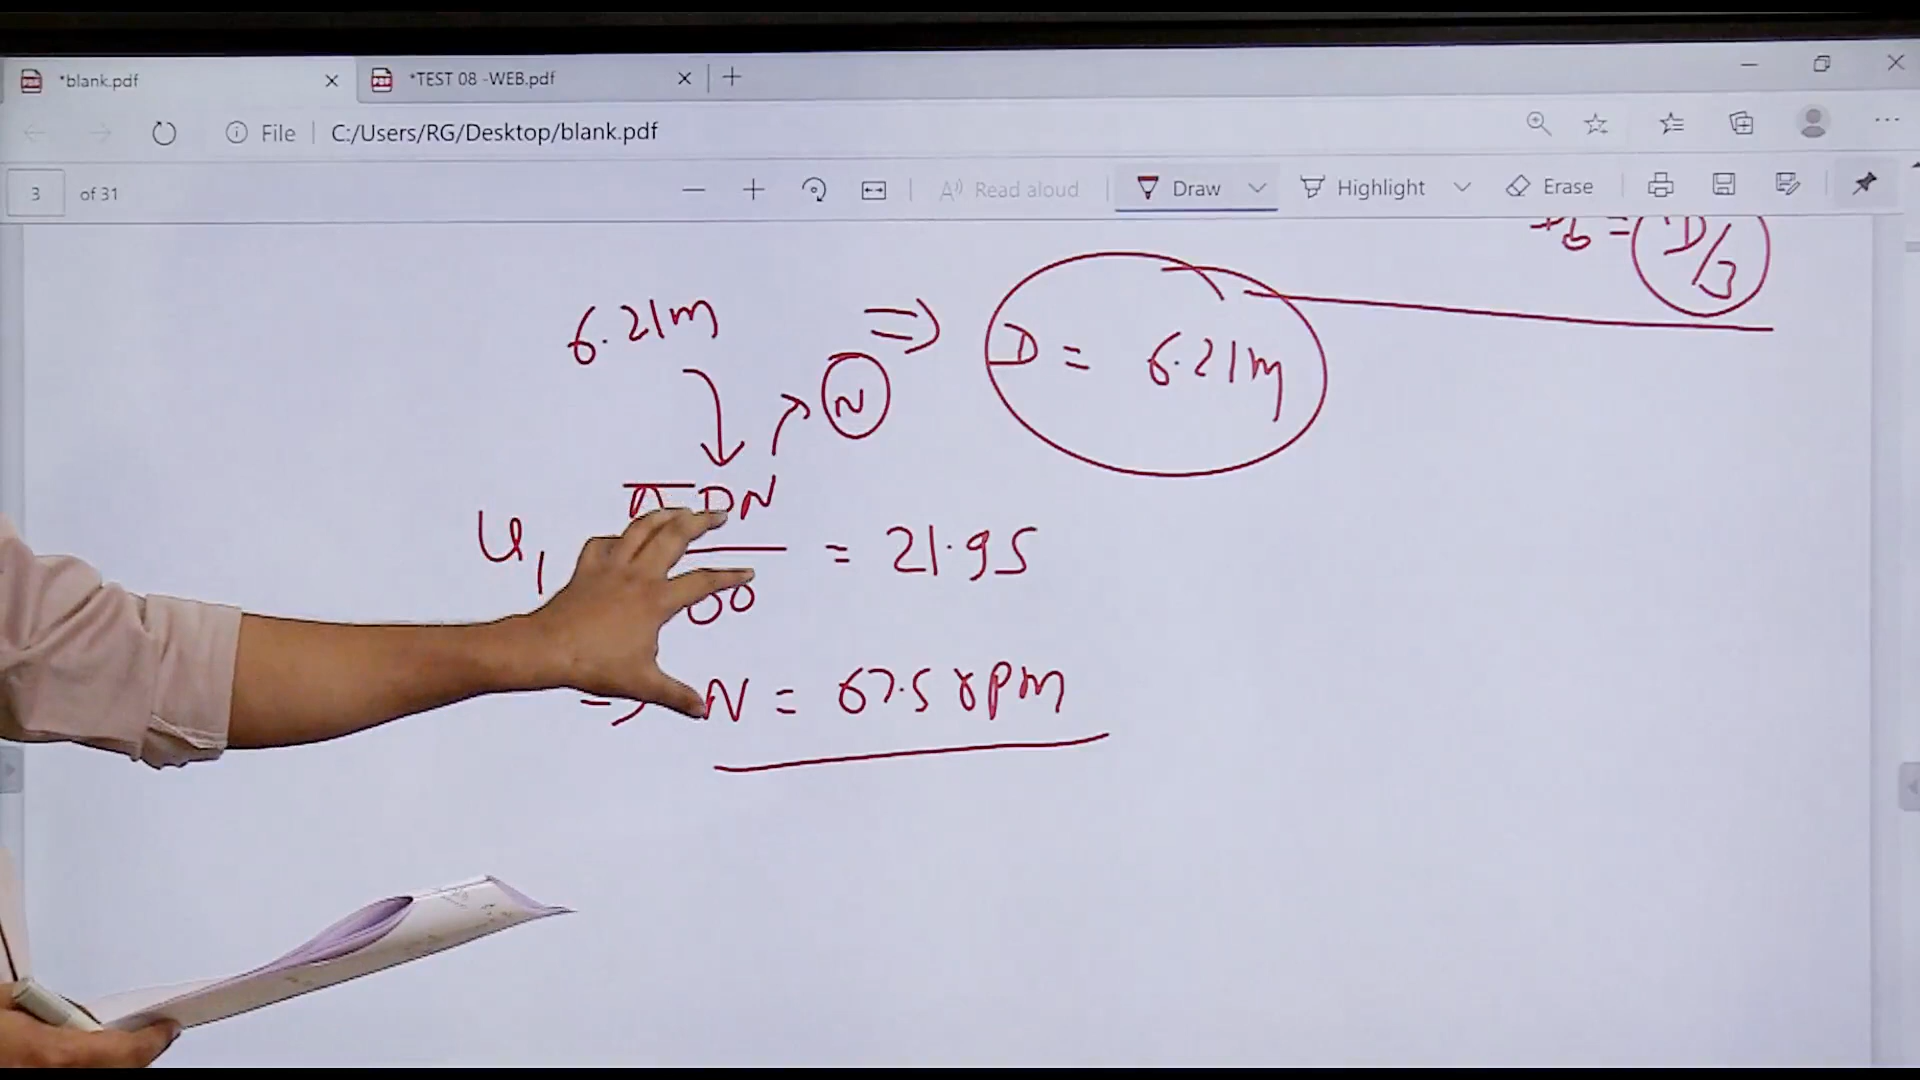 *blank.pdf
*TEST 08 -WEB.pdf
File
C:/Users/RG/Desktop/blank.pdf
3 of 31
A Read aloud
Draw
Highlight
Erase
= D/3
6.21m
⇒ D = 6.21m
N
U1 π DN = 21.95
N = 67.5 rpm